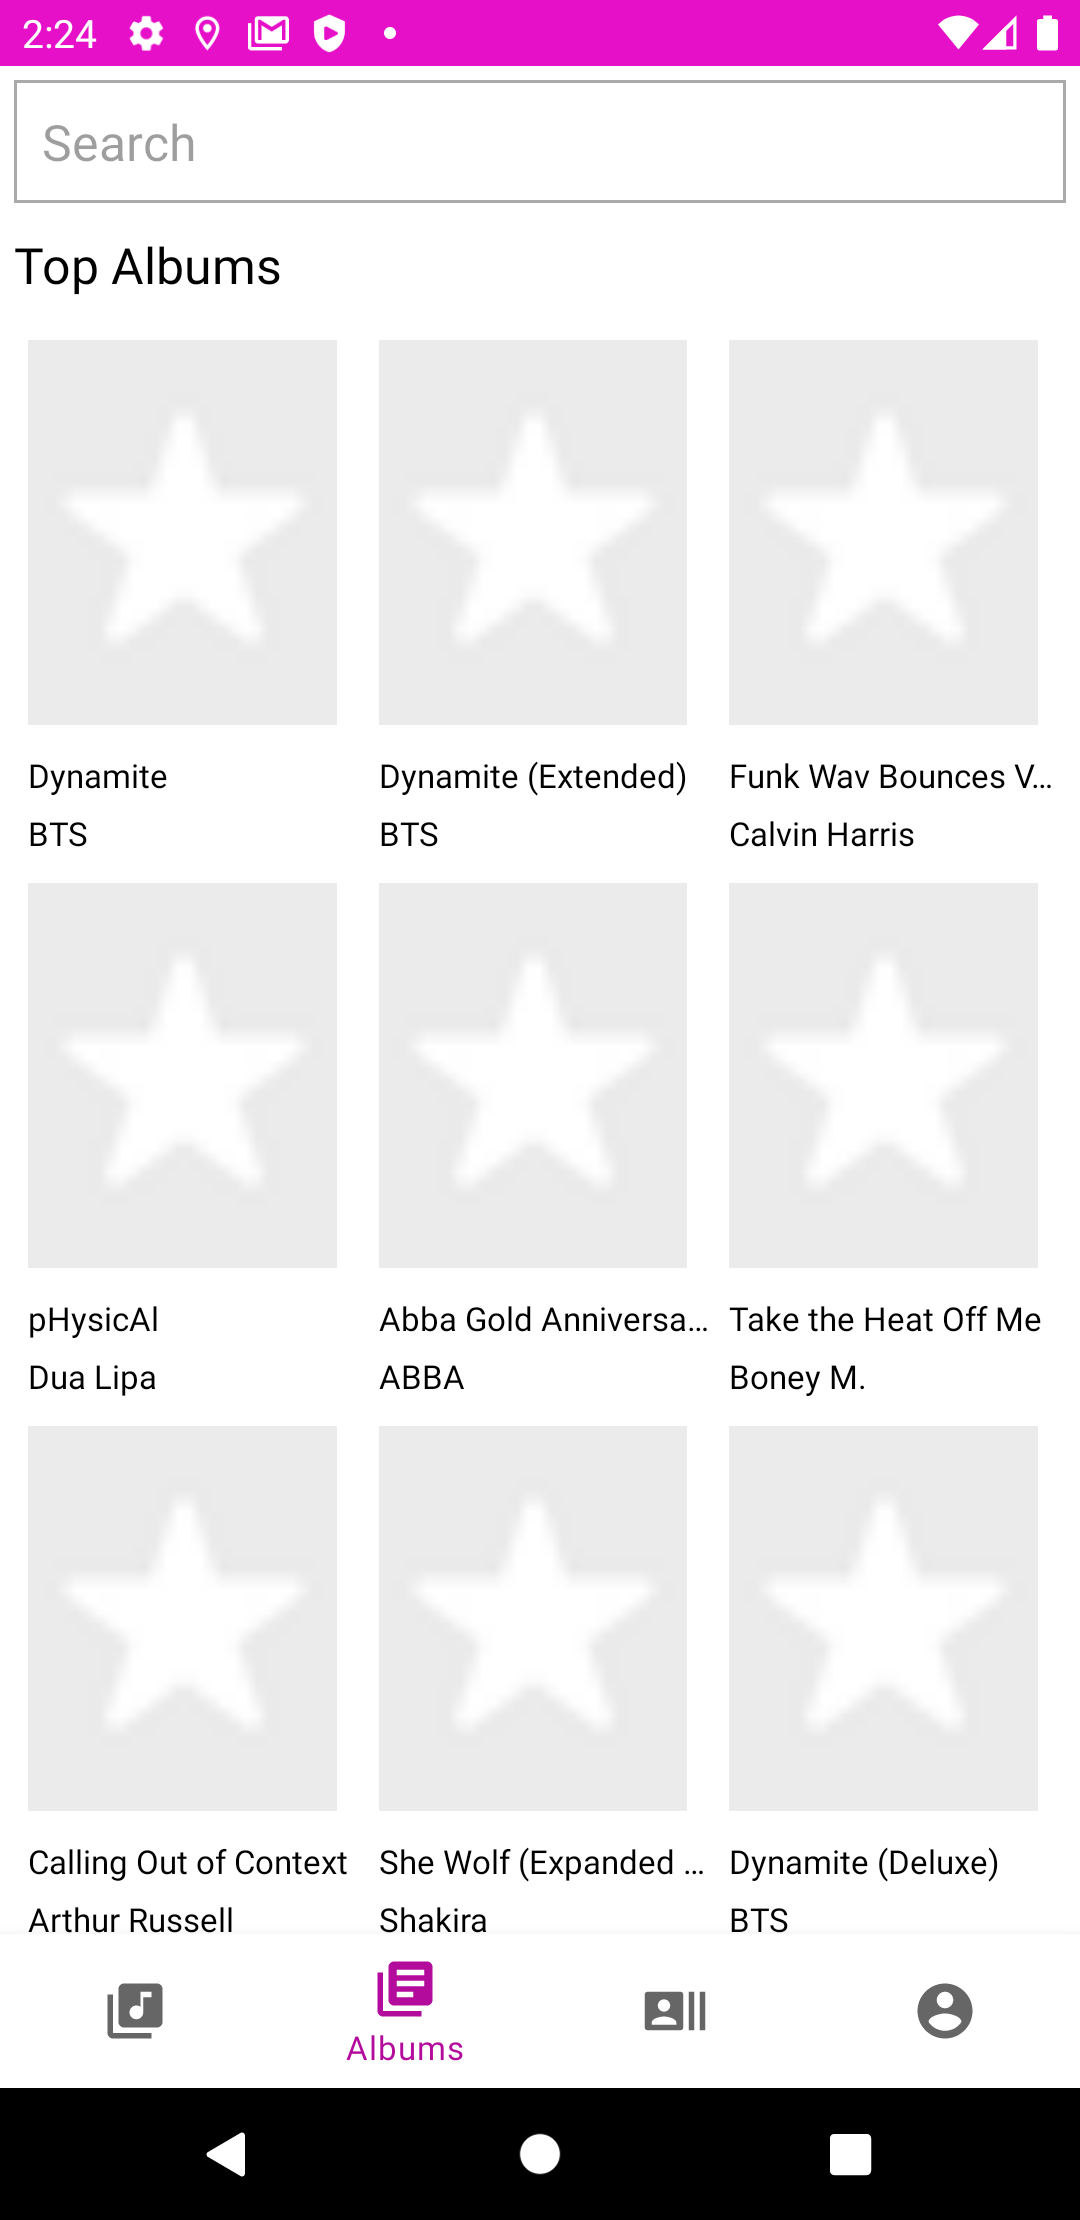 2:24
Search
Top Albums
Dynamite
BTS
Dynamite (Extended)
BTS
Funk Wav Bounces V...
Calvin Harris
pHysicAl
Dua Lipa
Abba Gold Anniversa...
ABBA
Take the Heat Off Me
Boney M.
Calling Out of Context
Arthur Russell
She Wolf (Expanded ...
Shakira
Dynamite (Deluxe)
BTS
Albums